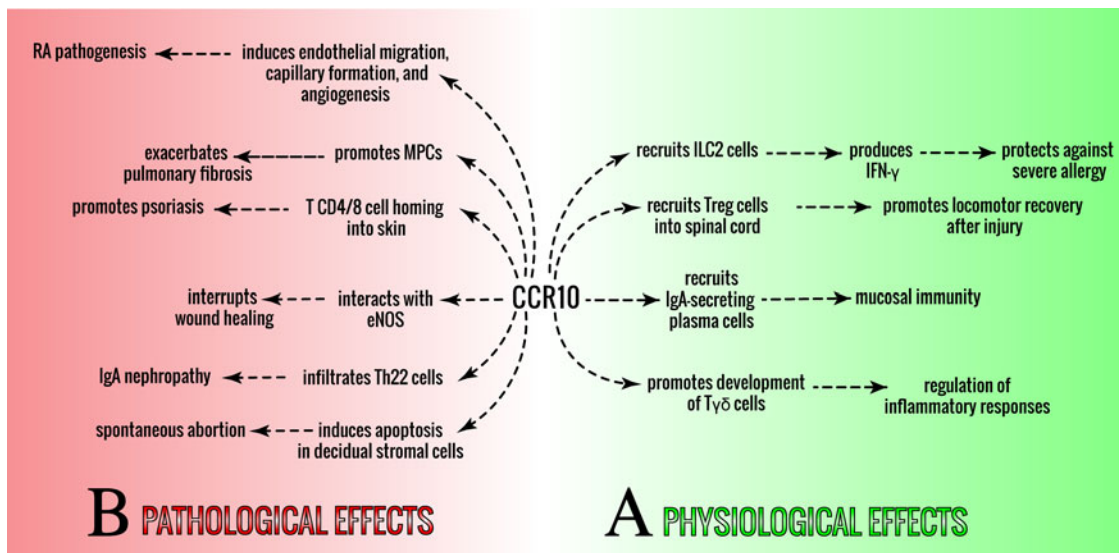 RA pathogenesis
induces endothelial migration,
capillary formation, and
angiogenesis
exacerbates
pulmonary fibrosis
promotes MPCs
promotes psoriasis
T CD4/8 cell homing
into skin
interrupts
wound healing
interacts with
eNOS
IgA nephropathy
infiltrates Th22 cells
spontaneous abortion
induces apoptosis
in decidual stromal cells
CCR10
recruits ILC2 cells
produces
IFN-γ
protects against
severe allergy
recruits Treg cells
into spinal cord
promotes locomotor recovery
after injury
recruits
IgA-secreting
plasma cells
mucosal immunity
promotes development
of Tγδ cells
regulation of
inflammatory responses
B PATHOLOGICAL EFFECTS
A PHYSIOLOGICAL EFFECTS